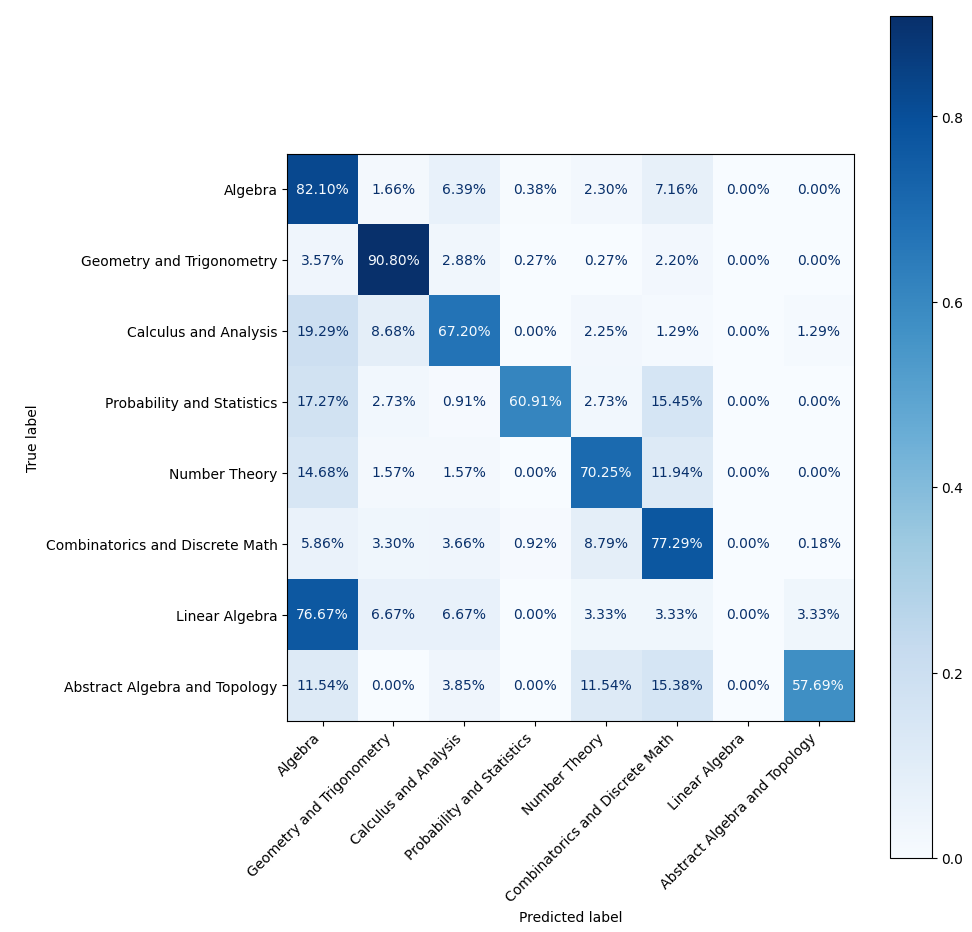 True label
Algebra 82.10% 1.66% 6.39% 0.38% 2.30% 7.16% 0.00% 0.00%
Geometry and Trigonometry 3.57% 90.80% 2.88% 0.27% 0.27% 2.20% 0.00% 0.00%
Calculus and Analysis 19.29% 8.68% 67.20% 0.00% 2.25% 1.29% 0.00% 1.29%
Probability and Statistics 17.27% 2.73% 0.91% 60.91% 2.73% 15.45% 0.00% 0.00%
Number Theory 14.68% 1.57% 1.57% 0.00% 70.25% 11.94% 0.00% 0.00%
Combinatorics and Discrete Math 5.86% 3.30% 3.66% 0.92% 8.79% 77.29% 0.00% 0.18%
Linear Algebra 76.67% 6.67% 6.67% 0.00% 3.33% 3.33% 0.00% 3.33%
Abstract Algebra and Topology 11.54% 0.00% 3.85% 0.00% 11.54% 15.38% 0.00% 57.69%
Algebra
Geometry and Trigonometry
Calculus and Analysis
Probability and Statistics
Number Theory
Combinatorics and Discrete Math
Linear Algebra
Abstract Algebra and Topology
Predicted label
0.8
0.6
0.4
0.2
0.0